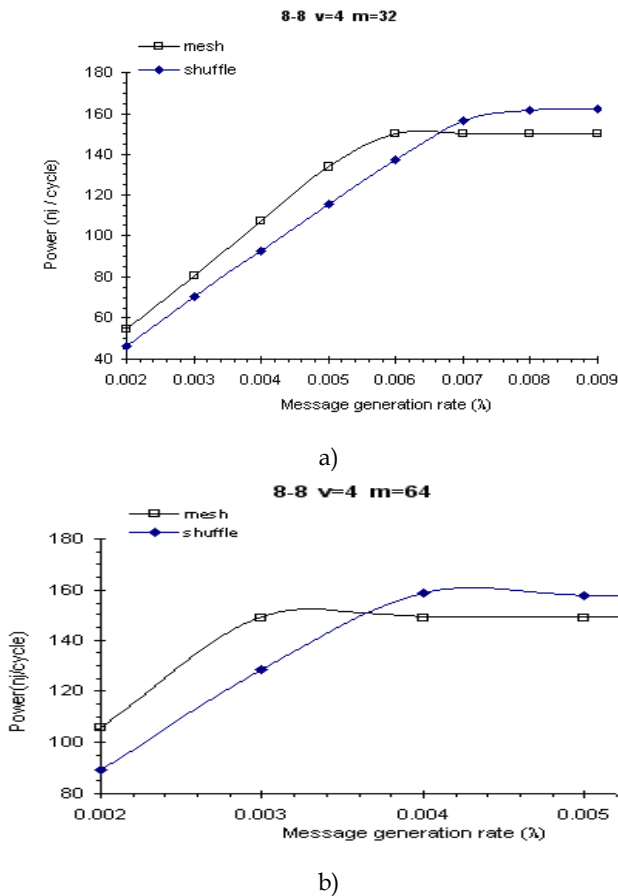 8-8 v=4 m=32
mesh
shuffle
180
160
140
120
100
80
60
40
Power (nj / cycle)
0.002 0.003 0.004 0.005 0.006 0.007 0.008 0.009
Message generation rate (λ)
a)
8-8 v=4 m=64
mesh
shuffle
180
160
140
120
100
80
Power(nj/cycle)
0.002 0.003 0.004 0.005
Message generation rate (λ)
b)